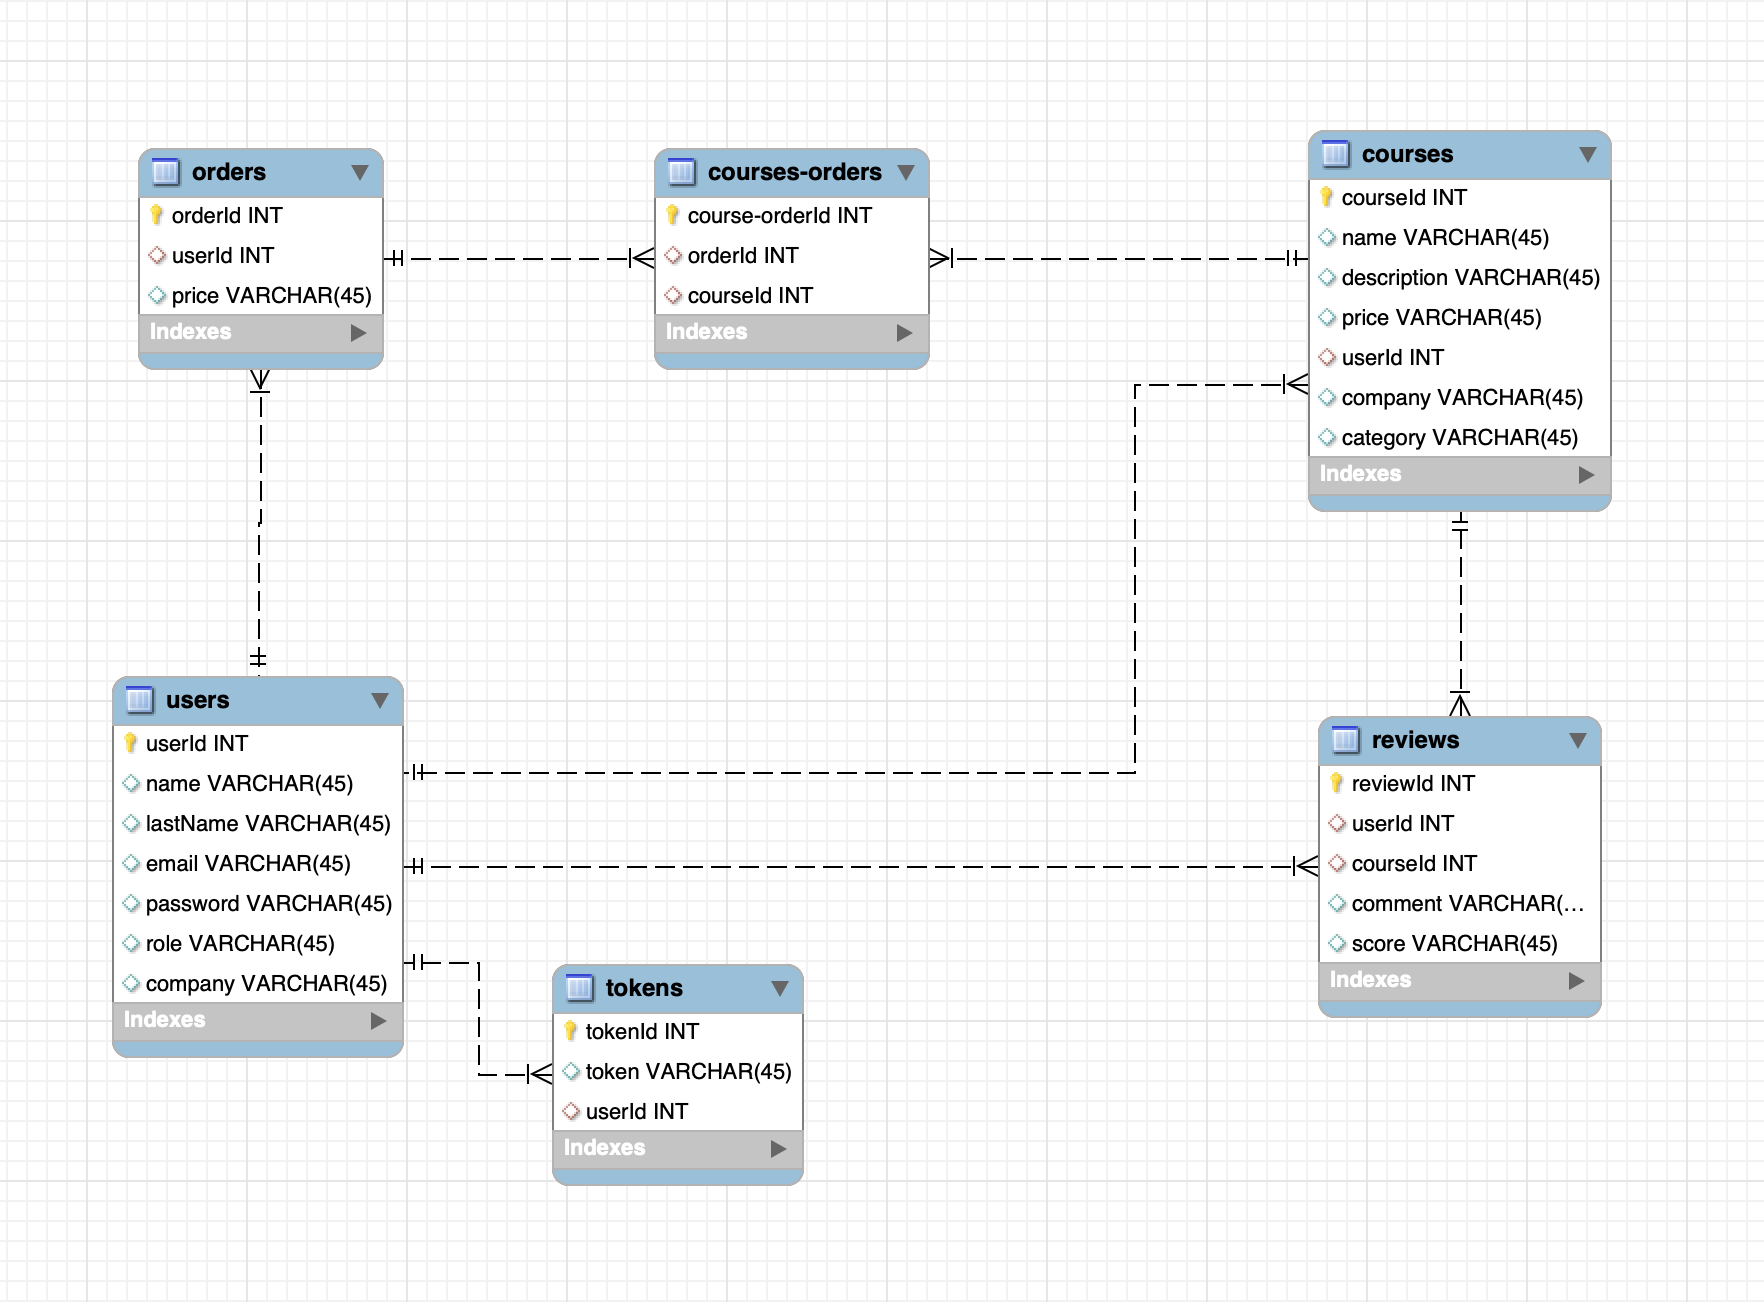 orders
orderId INT
userId INT
price VARCHAR(45)
Indexes
courses-orders
course-orderId INT
orderId INT
courseId INT
Indexes
courses
courseId INT
name VARCHAR(45)
description VARCHAR(45)
price VARCHAR(45)
userId INT
company VARCHAR(45)
category VARCHAR(45)
Indexes
users
userId INT
name VARCHAR(45)
lastName VARCHAR(45)
email VARCHAR(45)
password VARCHAR(45)
role VARCHAR(45)
company VARCHAR(45)
Indexes
tokens
tokenId INT
token VARCHAR(45)
userId INT
Indexes
reviews
reviewId INT
userId INT
courseId INT
comment VARCHAR(...
score VARCHAR(45)
Indexes